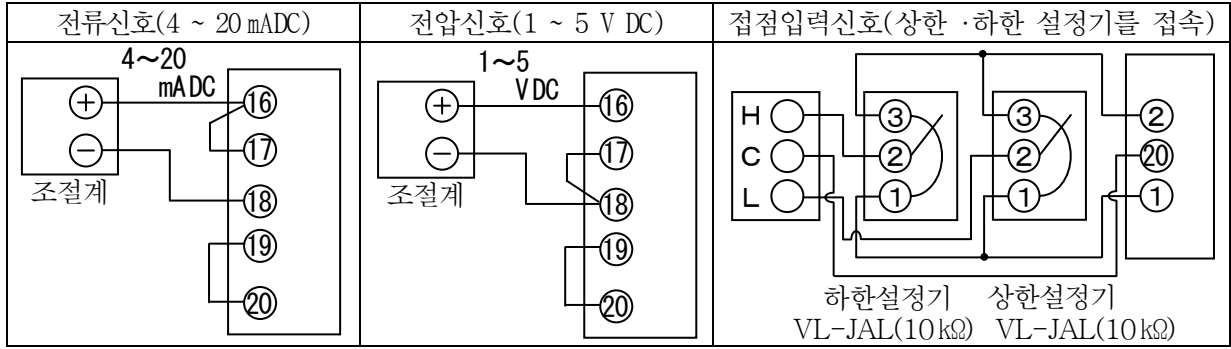 전류신호(4 ~ 20 mADC)
4～20
mADC
⊕
⊖
조절계
⑯
⑰
⑱
⑲
⑳
전압신호(1 ~ 5 V DC)
1～5
VDC
⊕
⊖
조절계
⑯
⑰
⑱
⑲
⑳
접점입력신호(상한 ·하한 설정기를 접속)
H
C
L
③
②
①
③
②
①
②
⑳
①
하한설정기 상한설정기
VL-JAL(10㏀) VL-JAL(10㏀)